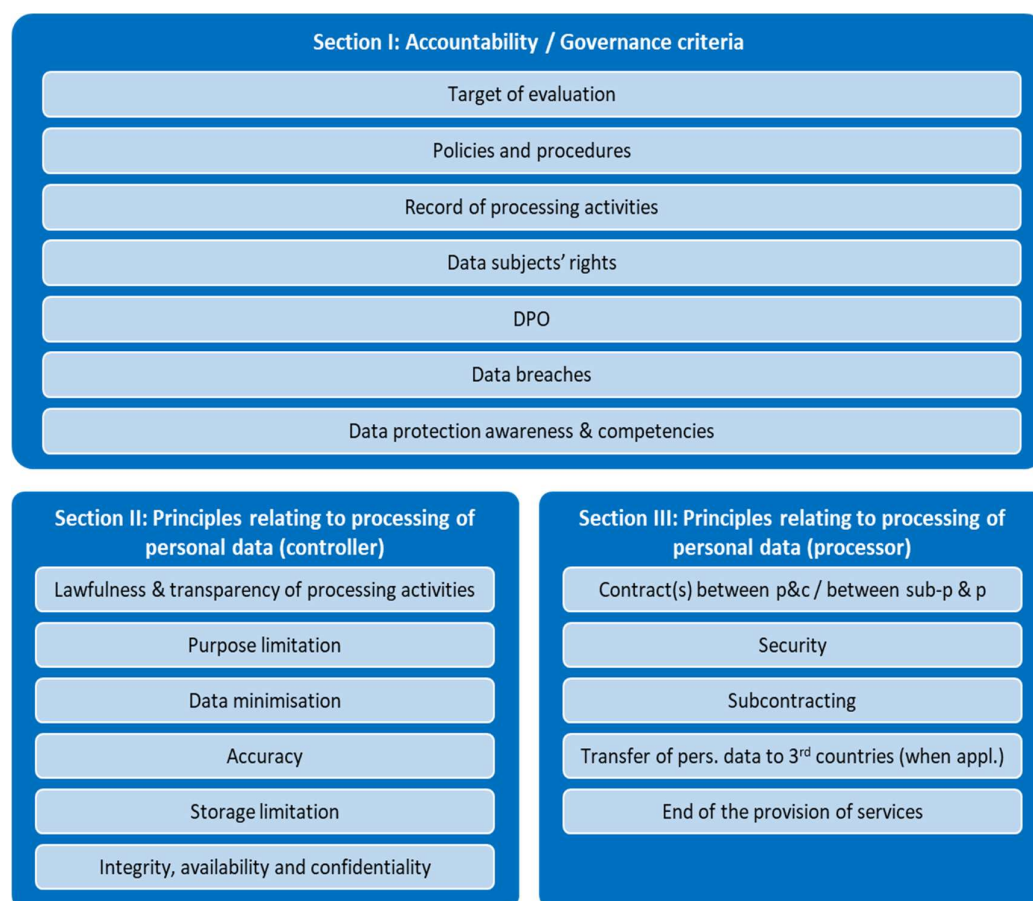 Section I: Accountability / Governance criteria
Target of evaluation
Policies and procedures
Record of processing activities
Data subjects’ rights
DPO
Data breaches
Data protection awareness & competencies
Section II: Principles relating to processing of
personal data (controller)
Lawfulness & transparency of processing activities
Purpose limitation
Data minimisation
Accuracy
Storage limitation
Integrity, availability and confidentiality
Section III: Principles relating to processing of
personal data (processor)
Contract(s) between p&c / between sub-p & p
Security
Subcontracting
Transfer of pers. data to 3rd countries (when appl.)
End of the provision of services